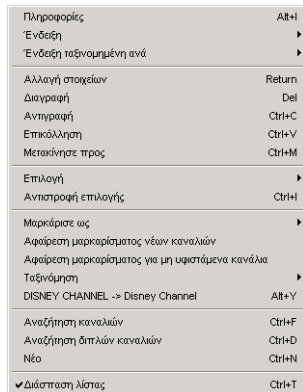 Πληροφορίες Alt+I
Ένδειξη
Ένδειξη ταξινομημένη ανά
Αλλαγή στοιχείων Return
Διαγραφή Del
Αντιγραφή Ctrl+C
Επικόλληση Ctrl+V
Μετακίνησε προς Ctrl+M
Επιλογή
Αντιστροφή επιλογής Ctrl+I
Μαρκάρισε ως
Αφαίρεση μαρκαρίσματος νέων καναλιών
Αφαίρεση μαρκαρίσματος για μη υφιστάμενα κανάλια
Ταξινόμηση
DISNEY CHANNEL -> Disney Channel Alt+Y
Αναζήτηση καναλιών Ctrl+F
Αναζήτηση διπλών καναλιών Ctrl+D
Νέο Ctrl+N
Διάσπαση λίστας Ctrl+T